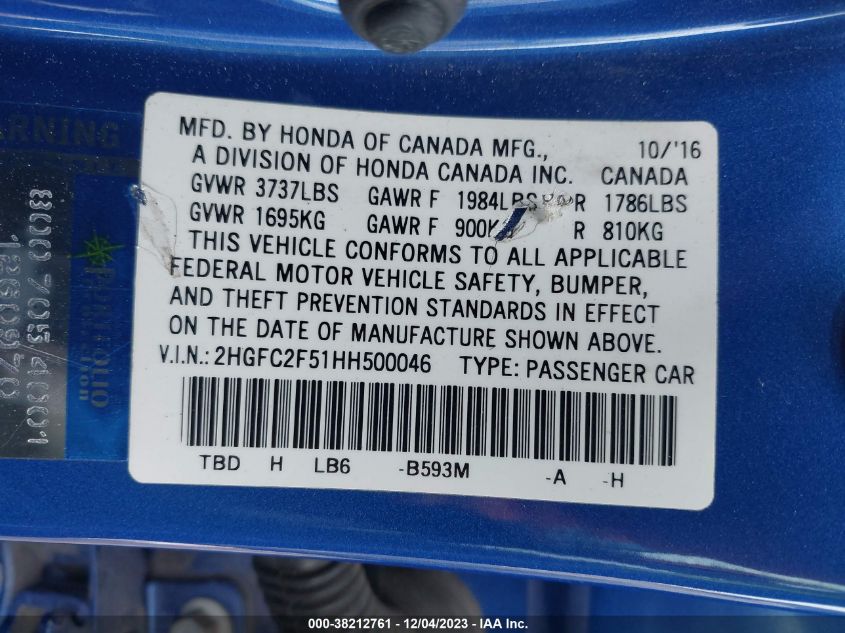 MFD. BY HONDA OF CANADA MFG., 10/'16
A DIVISION OF HONDA CANADA INC. CANADA
GVWR 3737LBS GAWR F 1984LBS R 1786LBS
GVWR 1695KG GAWR F 900K R 810KG
THIS VEHICLE CONFORMS TO ALL APPLICABLE
FEDERAL MOTOR VEHICLE SAFETY, BUMPER,
AND THEFT PREVENTION STANDARDS IN EFFECT
ON THE DATE OF MANUFACTURE SHOWN ABOVE.
V.I.N.: 2HGFC2F51HH500046 TYPE: PASSENGER CAR
TBD H LB6 -B593M -A -H
WARNING
000-38212761 - 12/04/2023 - IAA Inc.